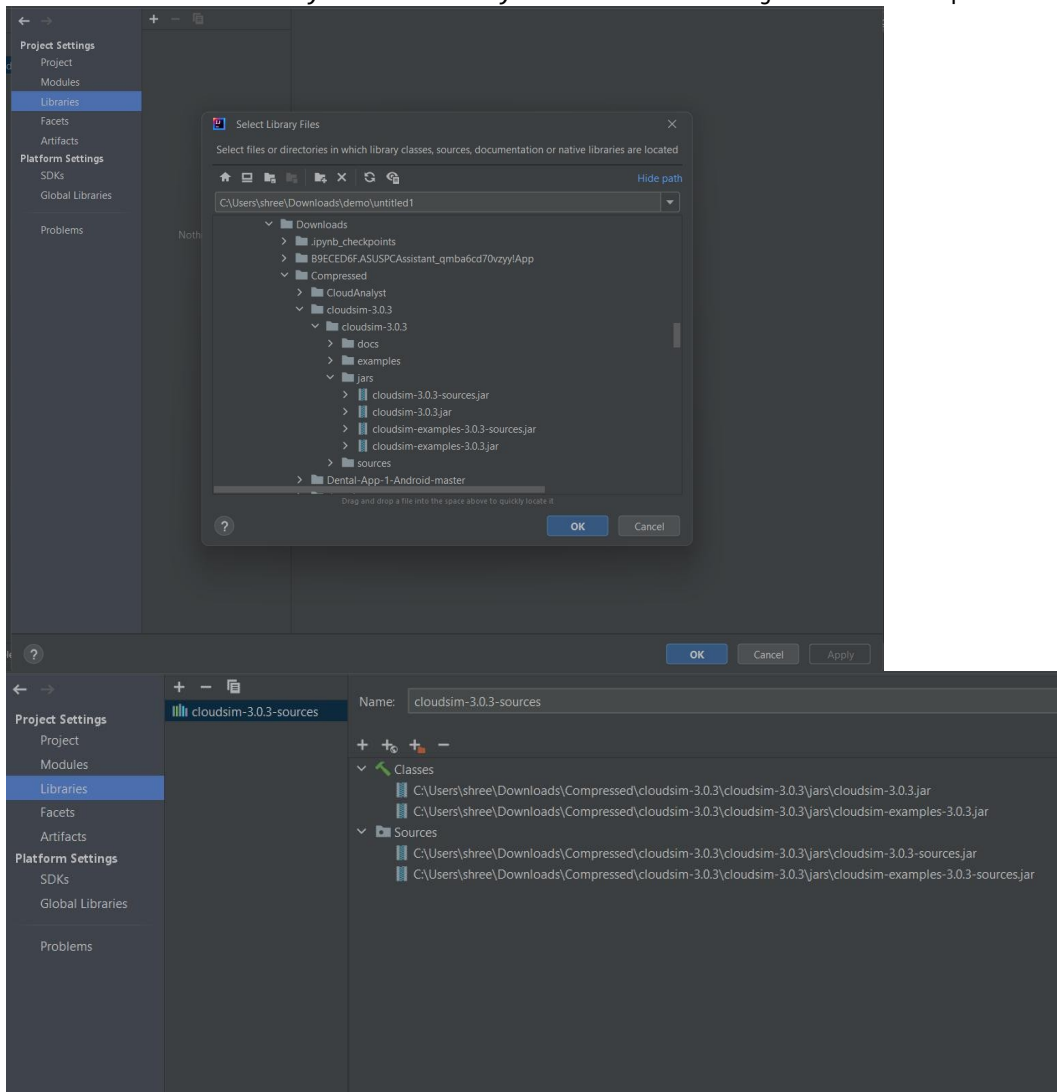 Project Settings
Project
Modules
Libraries
Facets
Artifacts
Platform Settings
SDKs
Global Libraries
Problems
Noth
Select Library Files
Select files or directories in which library classes, sources, documentation or native libraries are located
Hide path
C:\Users\shree\Downloads\demo\untitled1
Downloads
.ipynb_checkpoints
B9ECED6F.ASUSPCAssistant_qmba6cd70vzyy!App
Compressed
CloudAnalyst
cloudsim-3.0.3
cloudsim-3.0.3
docs
examples
jars
cloudsim-3.0.3-sources.jar
cloudsim-3.0.3.jar
cloudsim-examples-3.0.3-sources.jar
cloudsim-examples-3.0.3.jar
sources
Dental-App-1-Android-master
Drag and drop a file into the space above to quickly locate it
? OK Cancel
? OK Cancel Apply
Project Settings
Project
Modules
Libraries
Facets
Artifacts
Platform Settings
SDKs
Global Libraries
Problems
cloudsim-3.0.3-sources
Name: cloudsim-3.0.3-sources
Classes
C:\Users\shree\Downloads\Compressed\cloudsim-3.0.3\cloudsim-3.0.3\jars\cloudsim-3.0.3.jar
C:\Users\shree\Downloads\Compressed\cloudsim-3.0.3\cloudsim-3.0.3\jars\cloudsim-examples-3.0.3.jar
Sources
C:\Users\shree\Downloads\Compressed\cloudsim-3.0.3\cloudsim-3.0.3\jars\cloudsim-3.0.3-sources.jar
C:\Users\shree\Downloads\Compressed\cloudsim-3.0.3\cloudsim-3.0.3\jars\cloudsim-examples-3.0.3-sources.jar